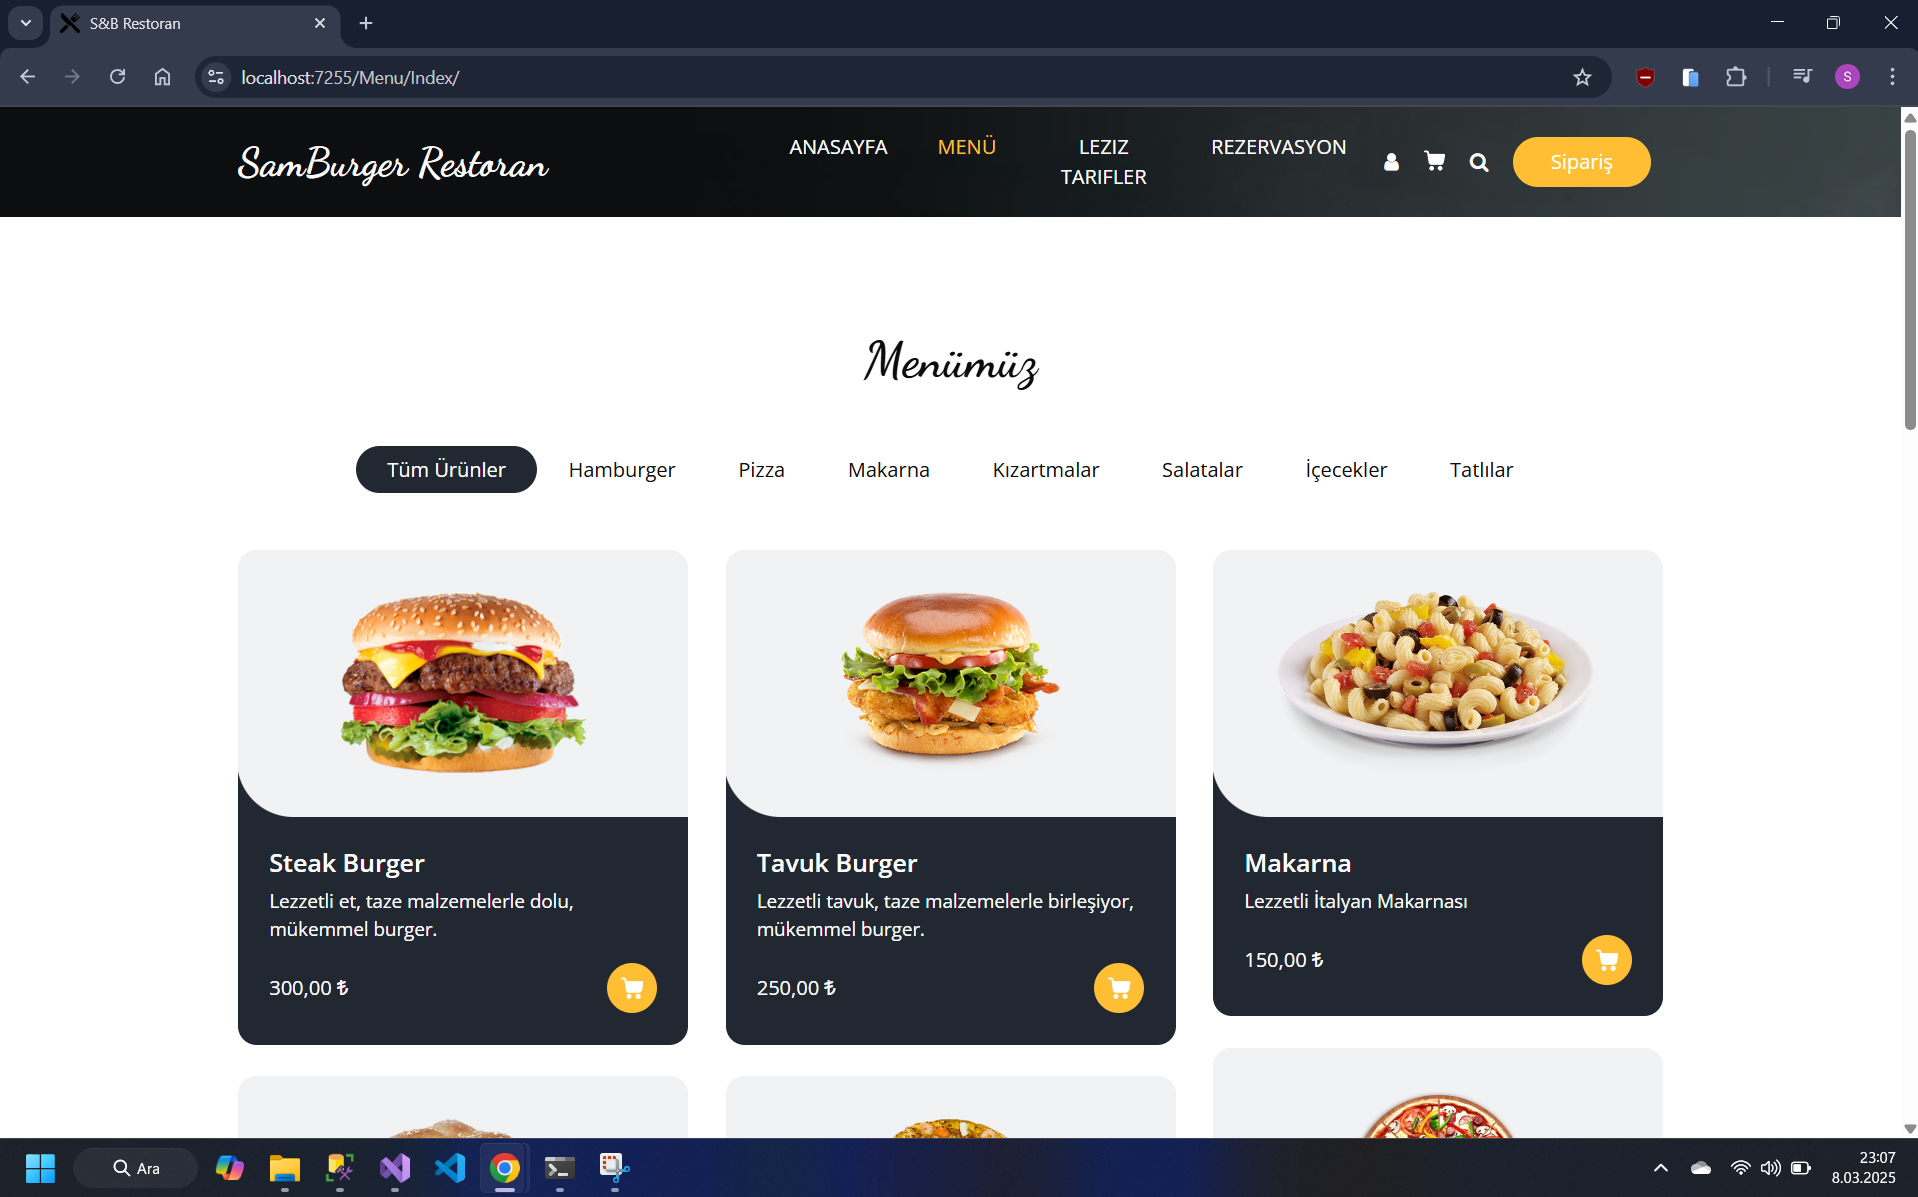 S&B Restoran
localhost:7255/Menu/Index/
S
SamBurger Restoran
ANASAYFA
MENÜ
LEZIZ
TARIFLER
REZERVASYON
Sipariş
Menümüz
Tüm Ürünler
Hamburger
Pizza
Makarna
Kızartmalar
Salatalar
İçecekler
Tatlılar
Steak Burger
Lezzetli et, taze malzemelerle dolu,
mükemmel burger.
300,00 ₺
Tavuk Burger
Lezzetli tavuk, taze malzemelerle birleşiyor,
mükemmel burger.
250,00 ₺
Makarna
Lezzetli İtalyan Makarnası
150,00 ₺
Ara
23:07
8.03.2025